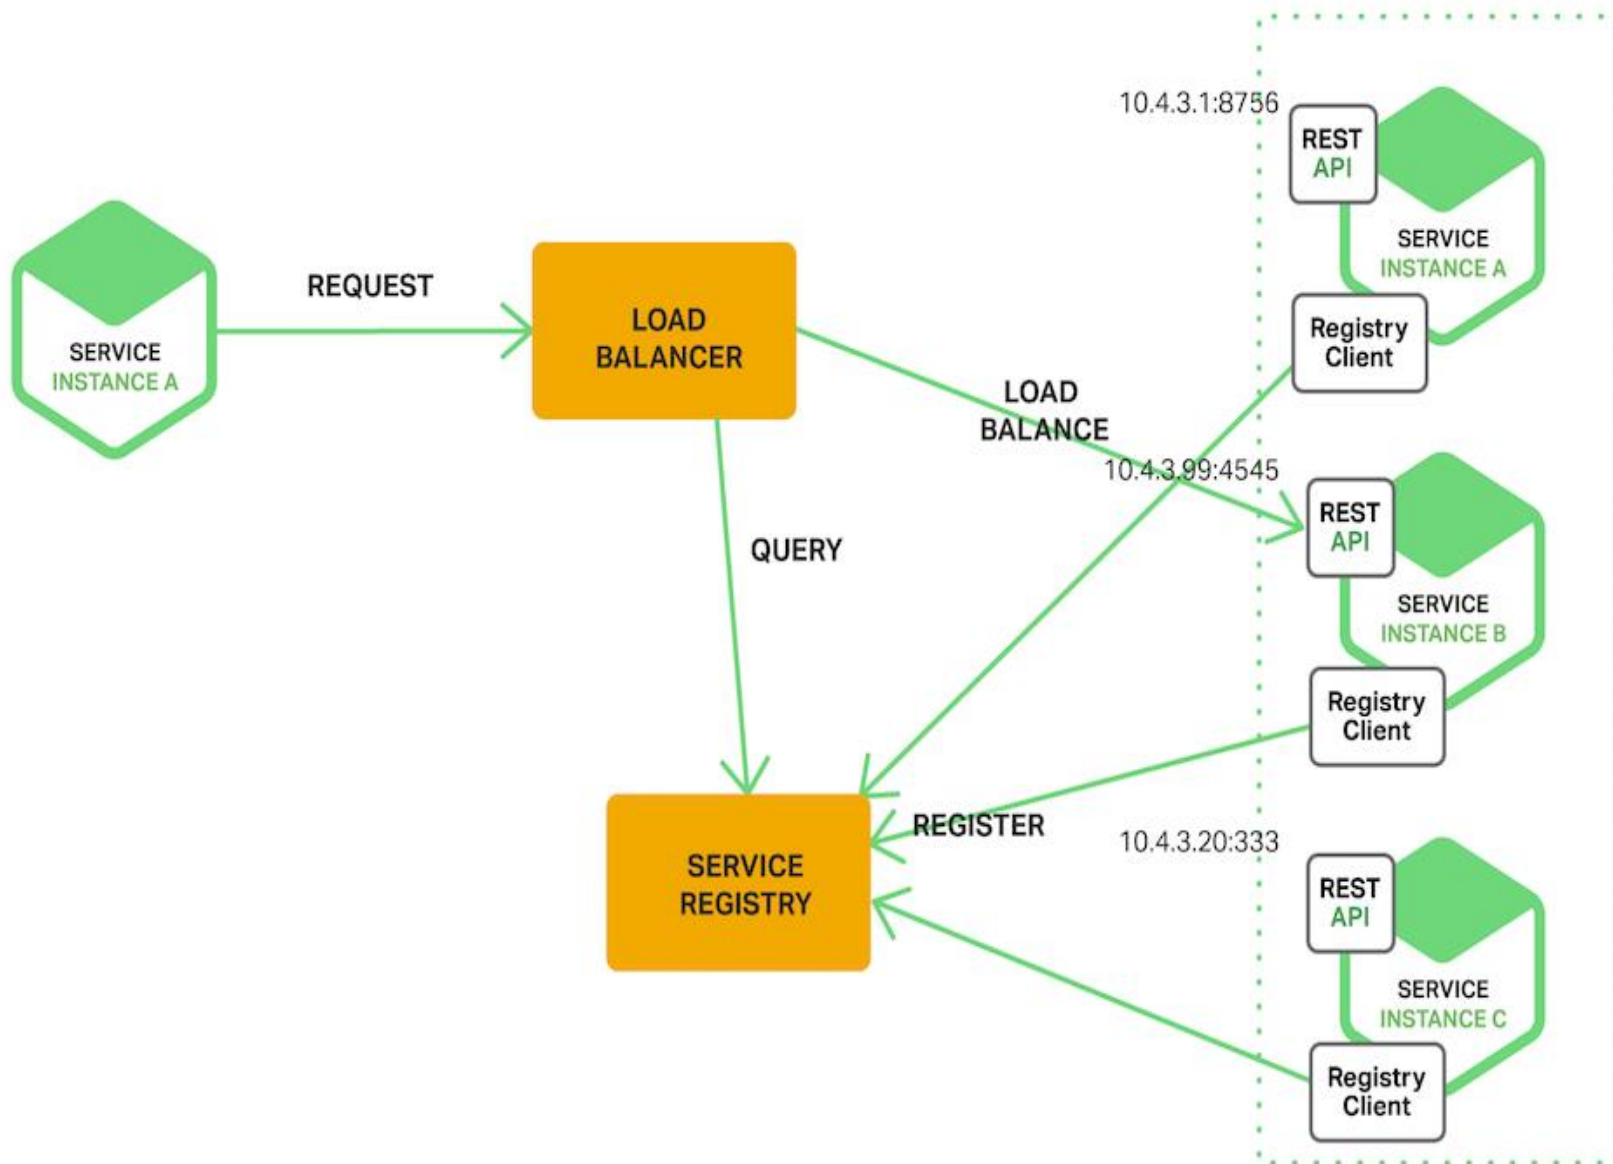 10.4.3.1:8756
REST
API
SERVICE
INSTANCE A
Registry
Client
SERVICE
INSTANCE A
REQUEST
LOAD
BALANCER
LOAD
BALANCE
10.4.3.99:4545
REST
API
SERVICE
INSTANCE B
Registry
Client
QUERY
SERVICE
REGISTRY
REGISTER
10.4.3.20:333
REST
API
SERVICE
INSTANCE C
Registry
Client